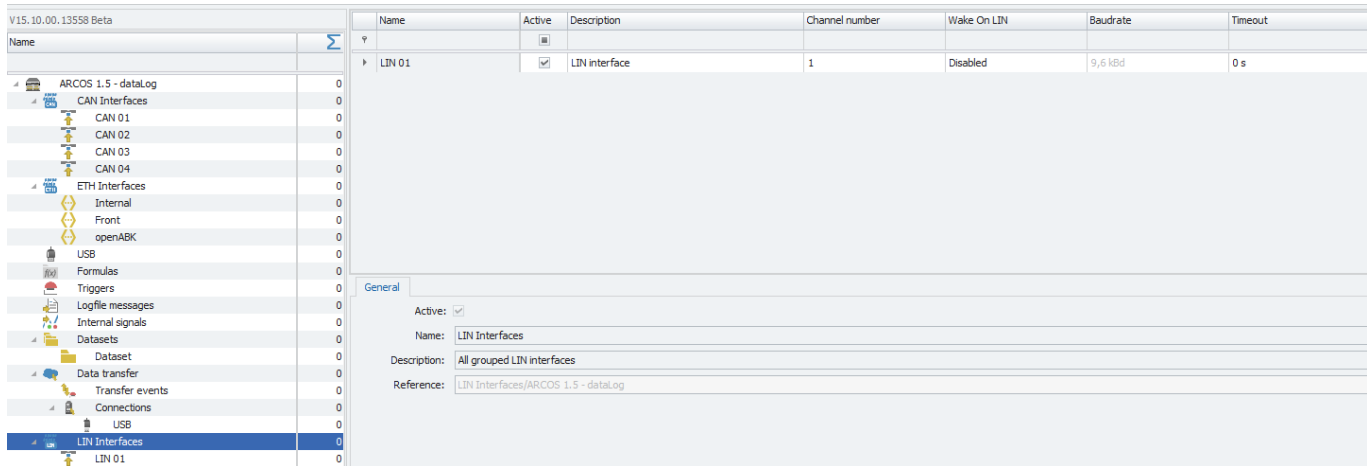 V15.10.00.13558 Beta
Name Σ
ARCOS 1.5 - dataLog 0
CAN Interfaces 0
CAN 01 0
CAN 02 0
CAN 03 0
CAN 04 0
ETH Interfaces 0
Internal 0
Front 0
openABK 0
USB 0
f(x) Formulas 0
Triggers 0
Logfile messages 0
Internal signals 0
Datasets 0
Dataset 0
Data transfer 0
Transfer events 0
Connections 0
USB 0
LIN Interfaces 0
LIN 01 0
Name Active Description Channel number Wake On LIN Baudrate Timeout
LIN 01 LIN interface 1 Disabled 9,6 kBd 0 s
General
Active:
Name: LIN Interfaces
Description: All grouped LIN interfaces
Reference: LIN Interfaces/ARCOS 1.5 - dataLog